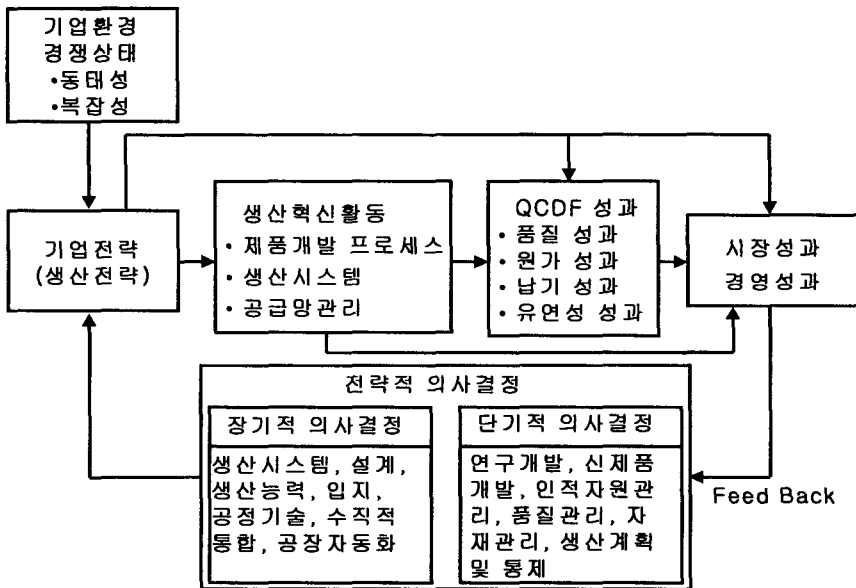 기업환경
경쟁상태
•동태성
•복잡성
기업전략
(생산전략)
생산혁신활동
• 제품개발 프로세스
• 생산시스템
• 공급망관리
QCDF 성과
• 품질 성과
• 원가 성과
• 납기 성과
• 유연성 성과
시장성과
경영성과
전략적 의사결정
장기적 의사결정
생산시스템, 설계,
생산능력, 입지,
공정기술, 수직적
통합, 공장자동화
단기적 의사결정
연구개발, 신제품
개발, 인적자원관
리, 품질관리, 자
재관리, 생산계획
및 통제
Feed Back